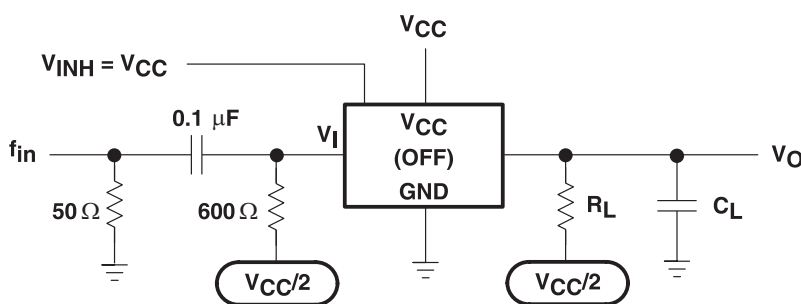 VCC
VINH = VCC
0.1 μF
fin
VI
VCC
(OFF)
GND
VO
50 Ω
600 Ω
RL
CL
VCC/2
VCC/2